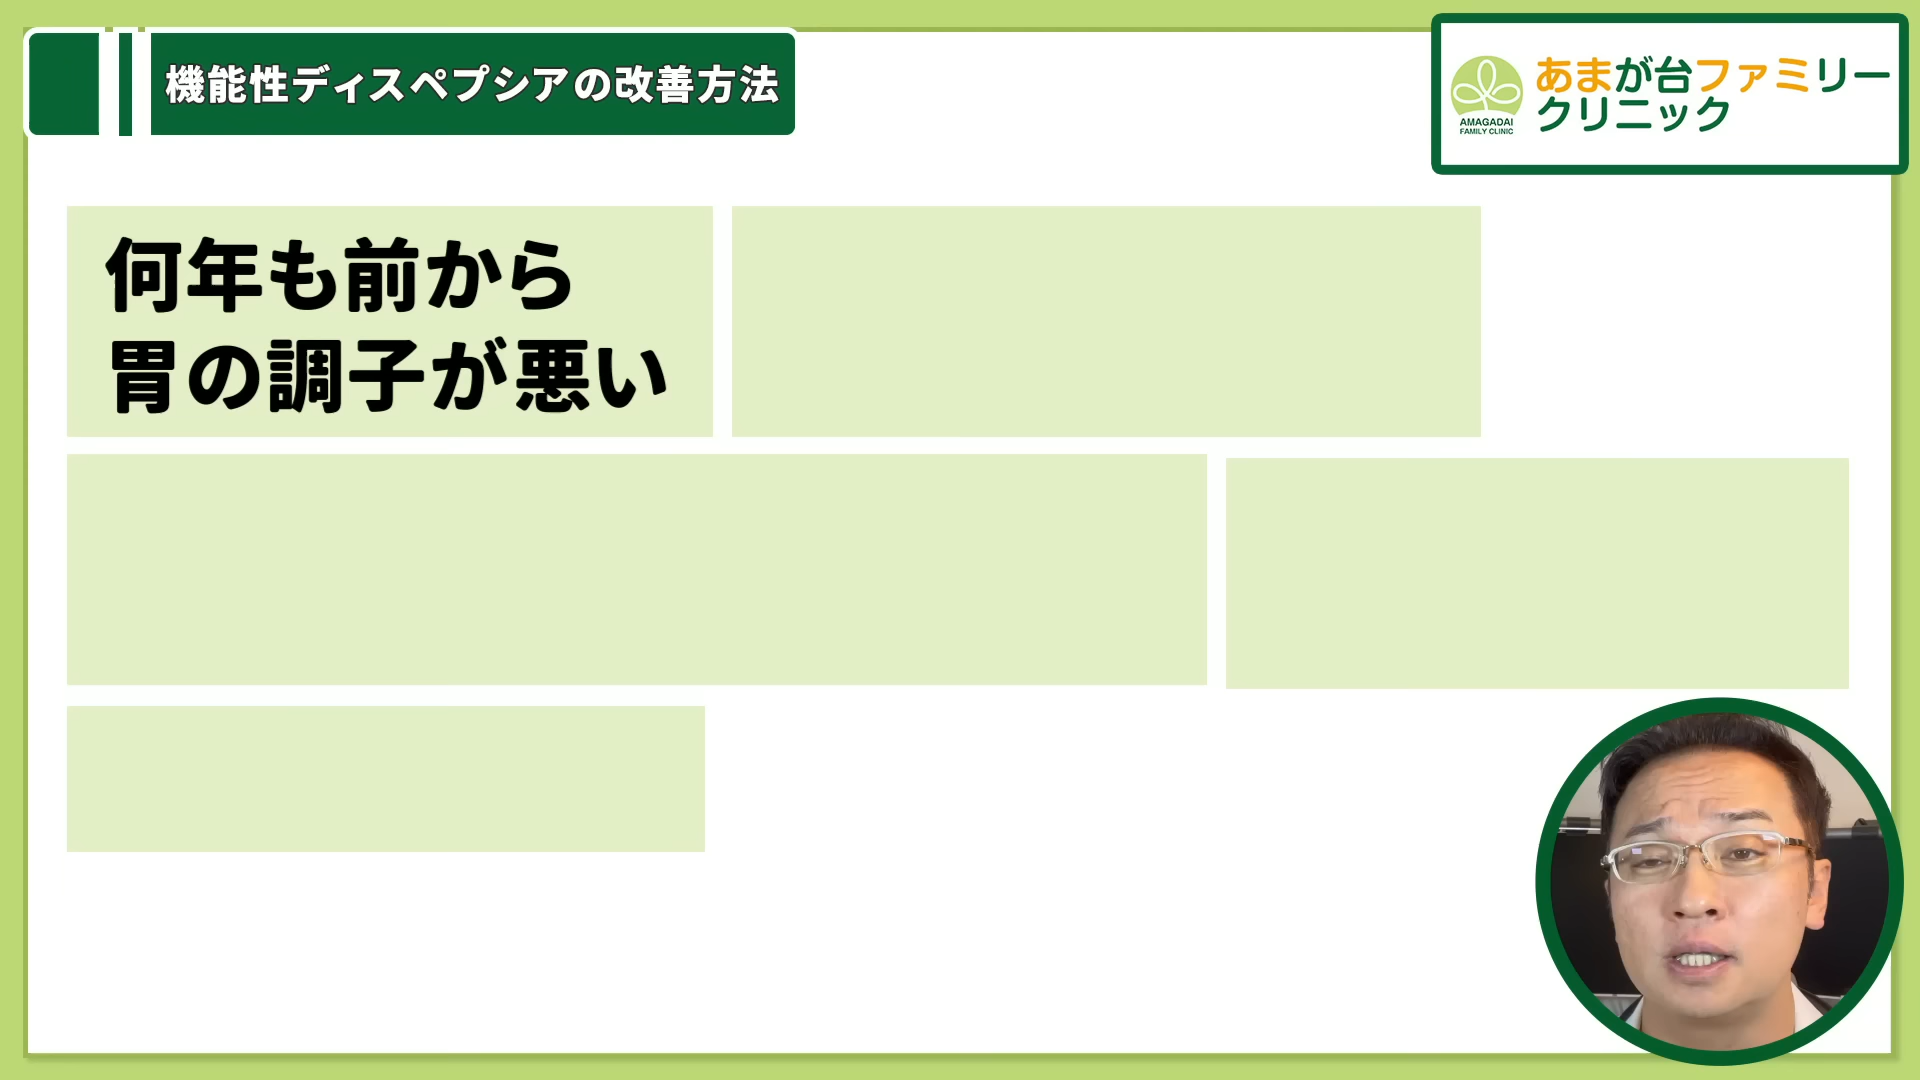 機能性ディスペプシアの改善方法
あまが台ファミリー
クリニック
AMAGADAI
FAMILY CLINIC
何年も前から
胃の調子が悪い